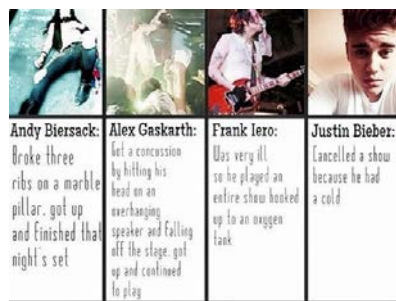 Andy Biersack:
Broke three
ribs on a marble
pillar. got up
and finished that
night's set
Alex Gaskarth:
Got a concussion
by hitting his
head on an
overhanging
speaker and falling
off the stage. got
up and continued
to play
Frank Iero:
Was very ill
so he played an
entire show hooked
up to an oxygen
tank
Justin Bieber:
Cancelled a show
because he had
a cold